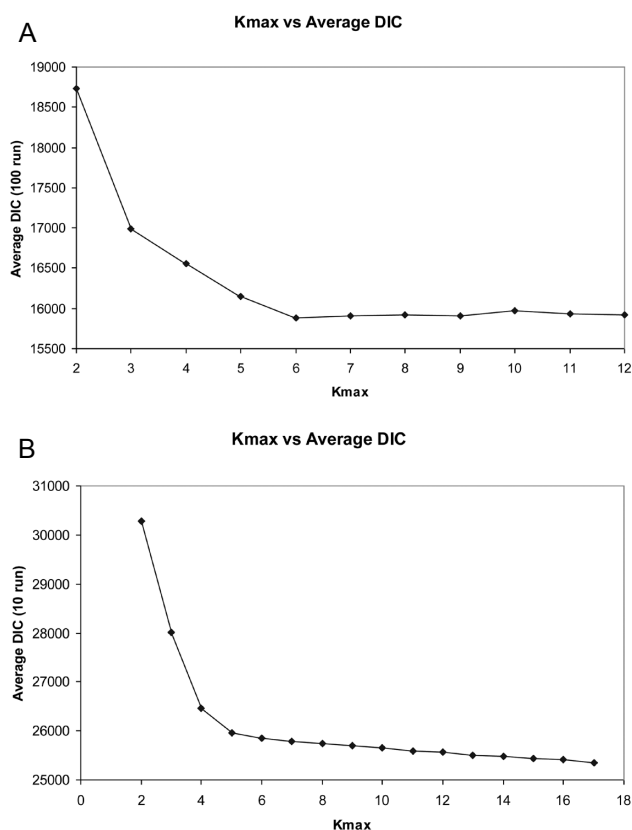 A
Kmax vs Average DIC
Average DIC (100 run)
19000
18500
18000
17500
17000
16500
16000
15500
2 3 4 5 6 7 8 9 10 11 12
Kmax
B
Kmax vs Average DIC
Average DIC (10 run)
31000
30000
29000
28000
27000
26000
25000
0 2 4 6 8 10 12 14 16 18
Kmax